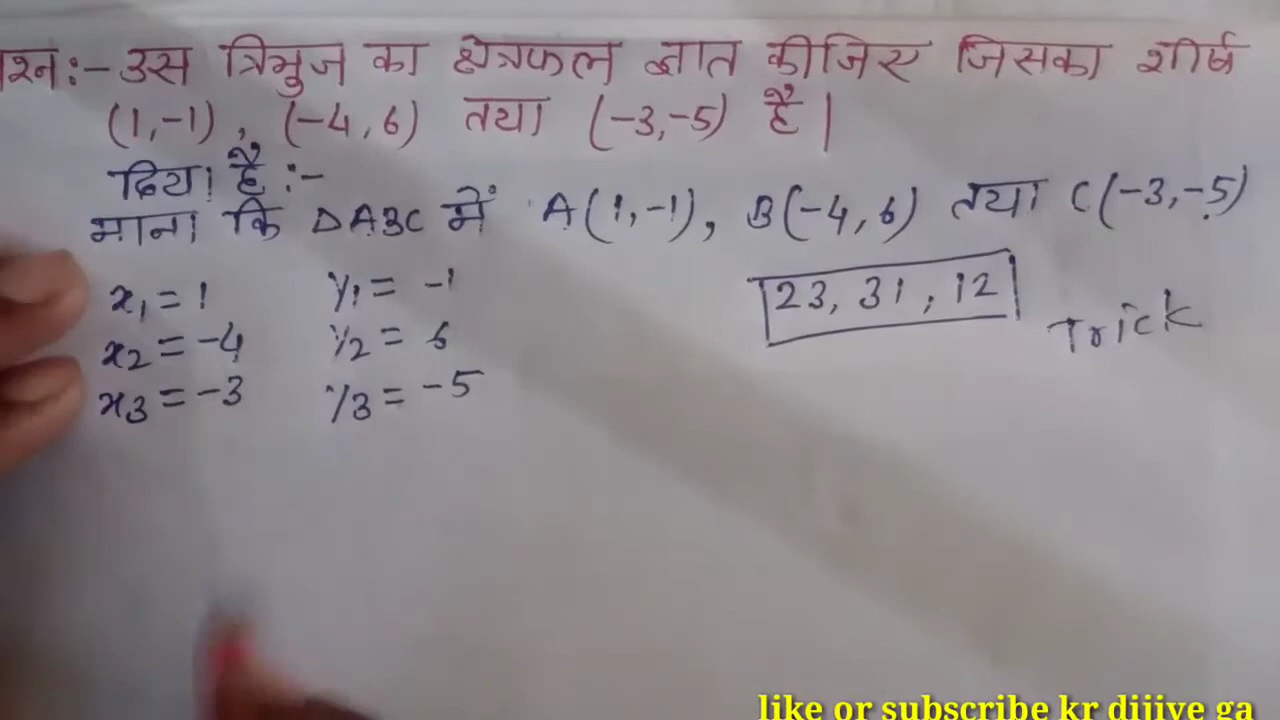 प्रश्न:- उस त्रिभुज का क्षेत्रफल ज्ञात कीजिए जिसका शीर्ष
(1,-1), (-4,6) तथा (-3,-5) है।
दिया है:-
माना कि △ABC में A(1,-1), B(-4,6) तथा C(-3,-5)
x₁ = 1 y₁ = -1
23, 31, 12
Trick
x₂ = -4 y₂ = 6
x₃ = -3 y₃ = -5
like or subscribe kr dijiye ga